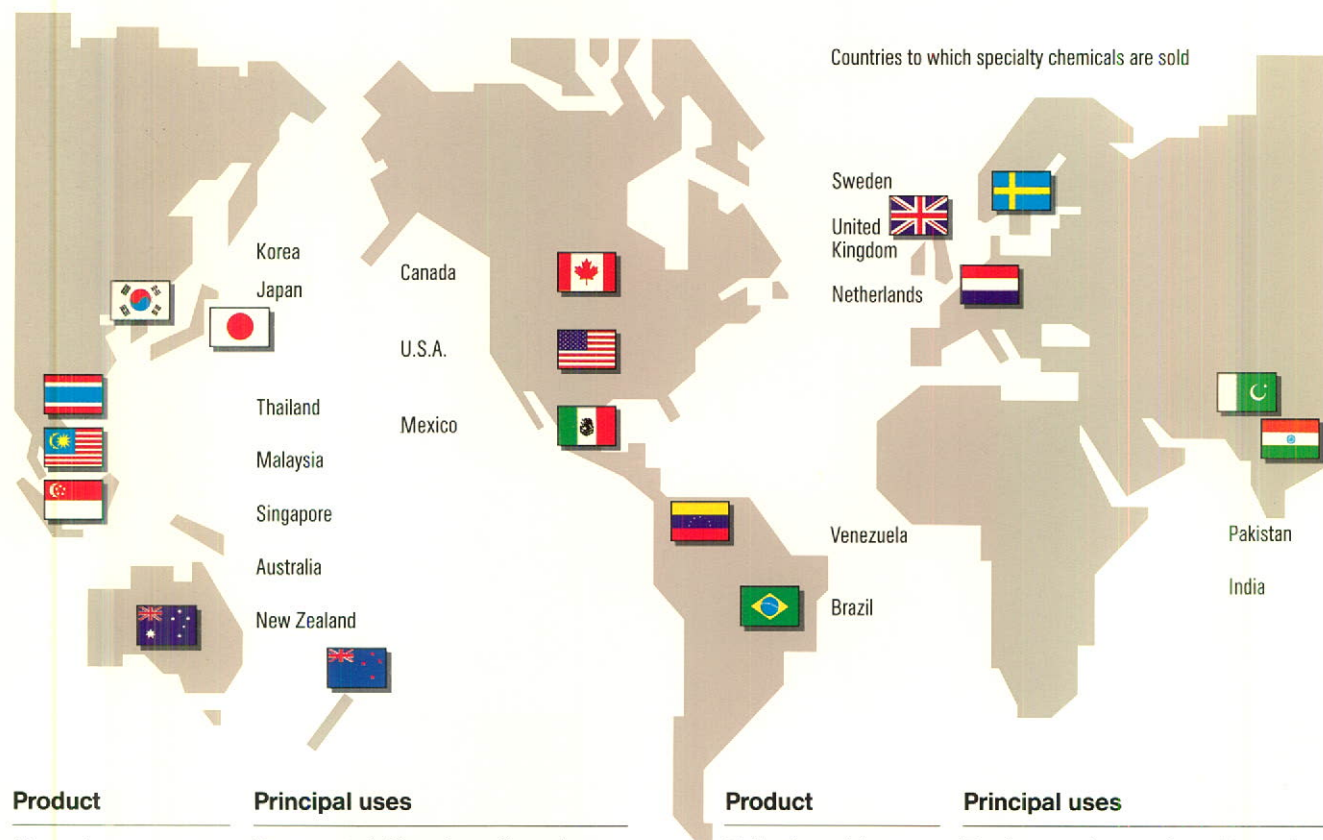 Countries to which specialty chemicals are sold
Korea
Japan
Thailand
Malaysia
Singapore
Australia
New Zealand
Canada
U.S.A.
Mexico
Sweden
United
Kingdom
Netherlands
Venezuela
Brazil
Pakistan
India
Product
Principal uses
Product
Principal uses